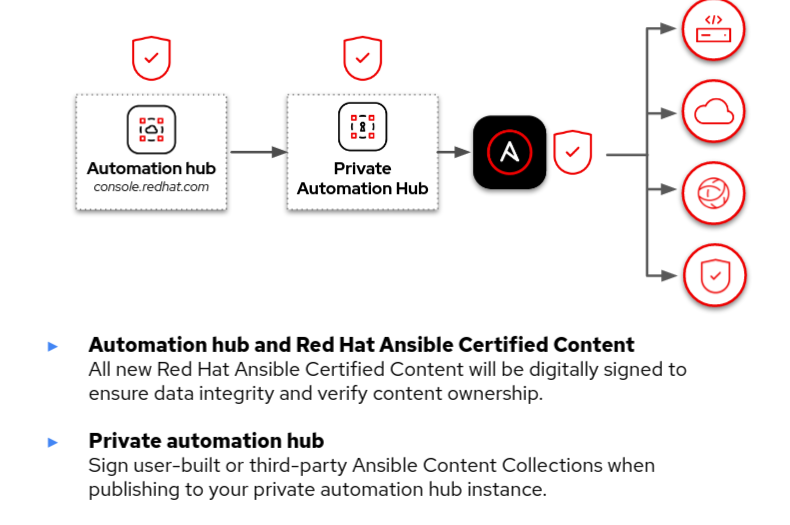 </>
Automation hub
console.redhat.com
Private
Automation Hub
Automation hub and Red Hat Ansible Certified Content
All new Red Hat Ansible Certified Content will be digitally signed to
ensure data integrity and verify content ownership.
Private automation hub
Sign user-built or third-party Ansible Content Collections when
publishing to your private automation hub instance.